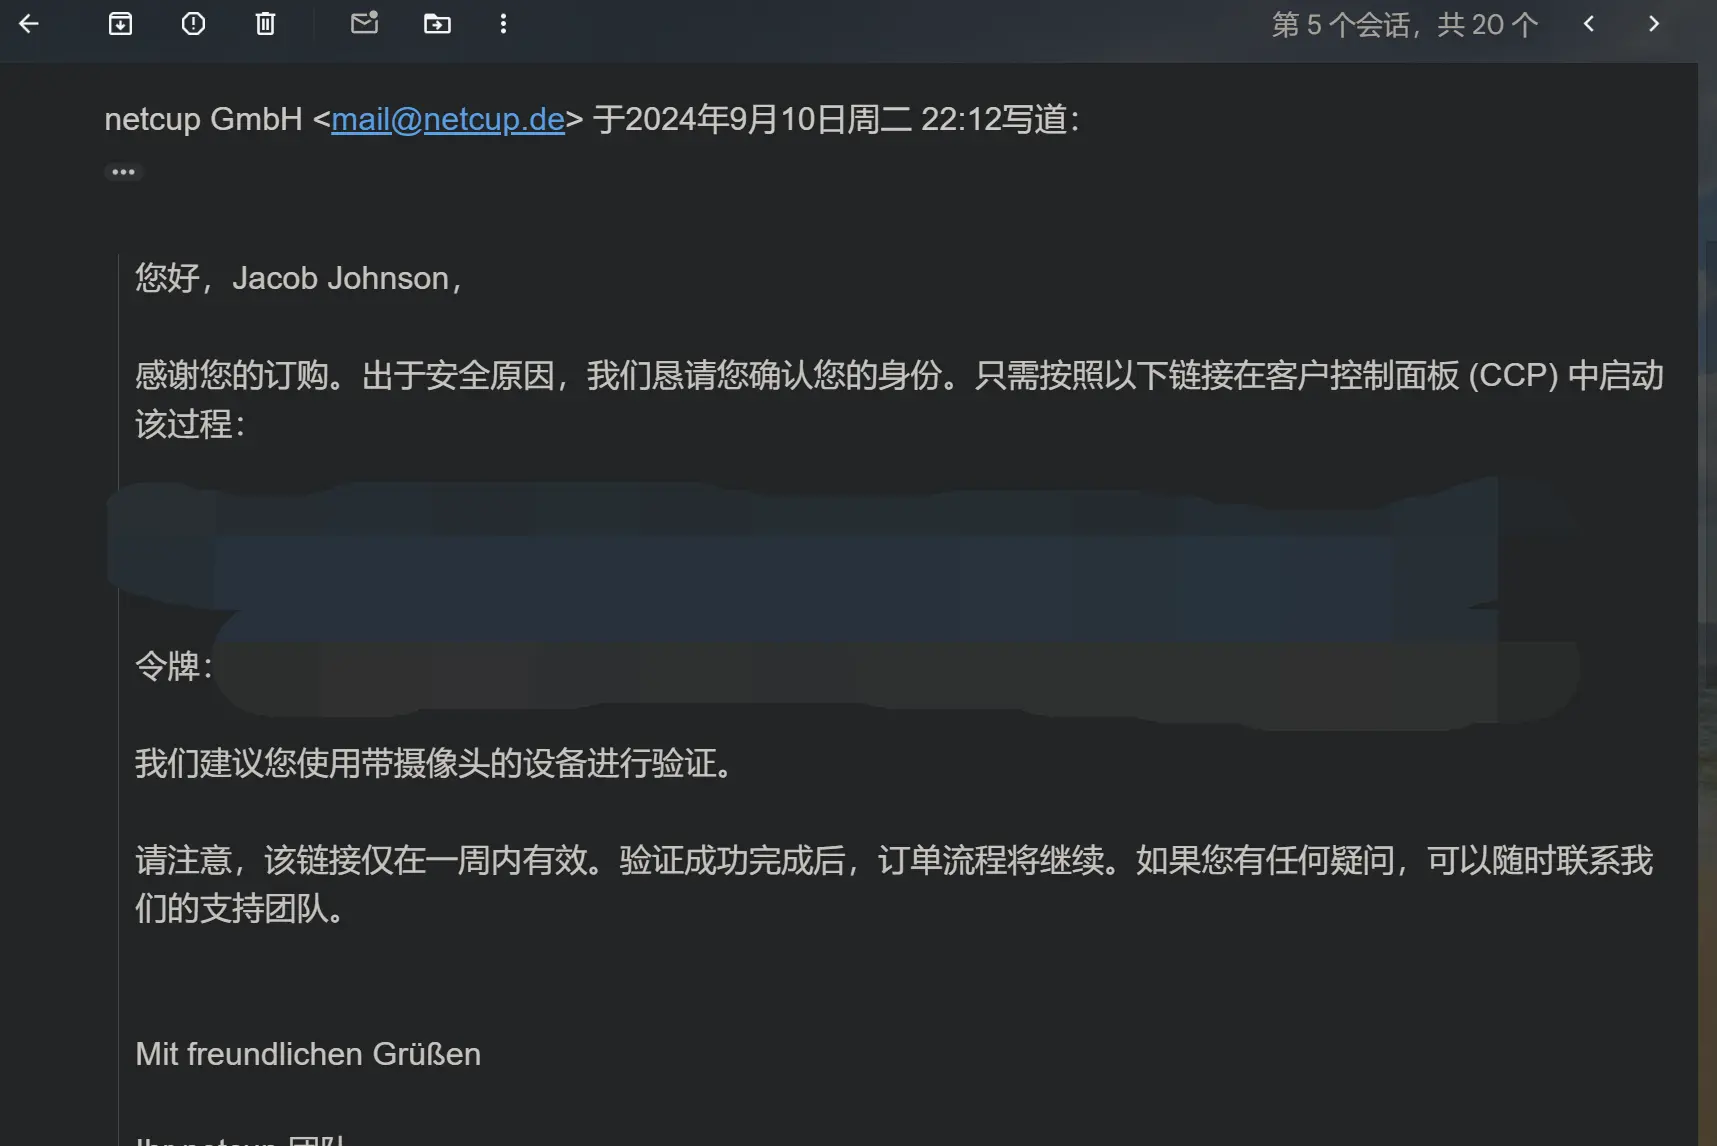 第 5 个会话，共 20 个
netcup GmbH <mail@netcup.de> 于2024年9月10日周二 22:12写道：
您好，Jacob Johnson，
感谢您的订购。出于安全原因，我们恳请您确认您的身份。只需按照以下链接在客户控制面板 (CCP) 中启动
该过程：
令牌：
我们建议您使用带摄像头的设备进行验证。
请注意，该链接仅在一周内有效。验证成功完成后，订单流程将继续。如果您有任何疑问，可以随时联系我
们的支持团队。
Mit freundlichen Grüßen
Ihr netcup 团队